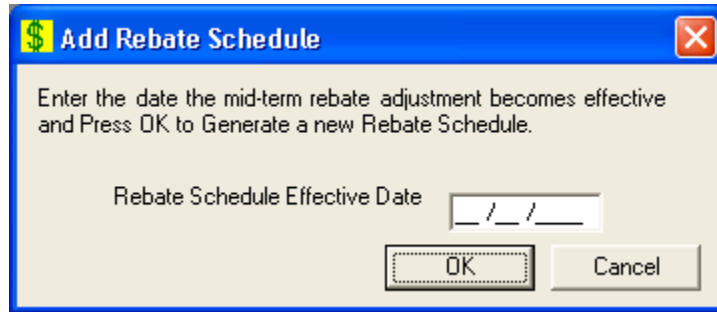 $ Add Rebate Schedule
Enter the date the mid-term rebate adjustment becomes effective
and Press OK to Generate a new Rebate Schedule.
Rebate Schedule Effective Date __/__/____
OK Cancel